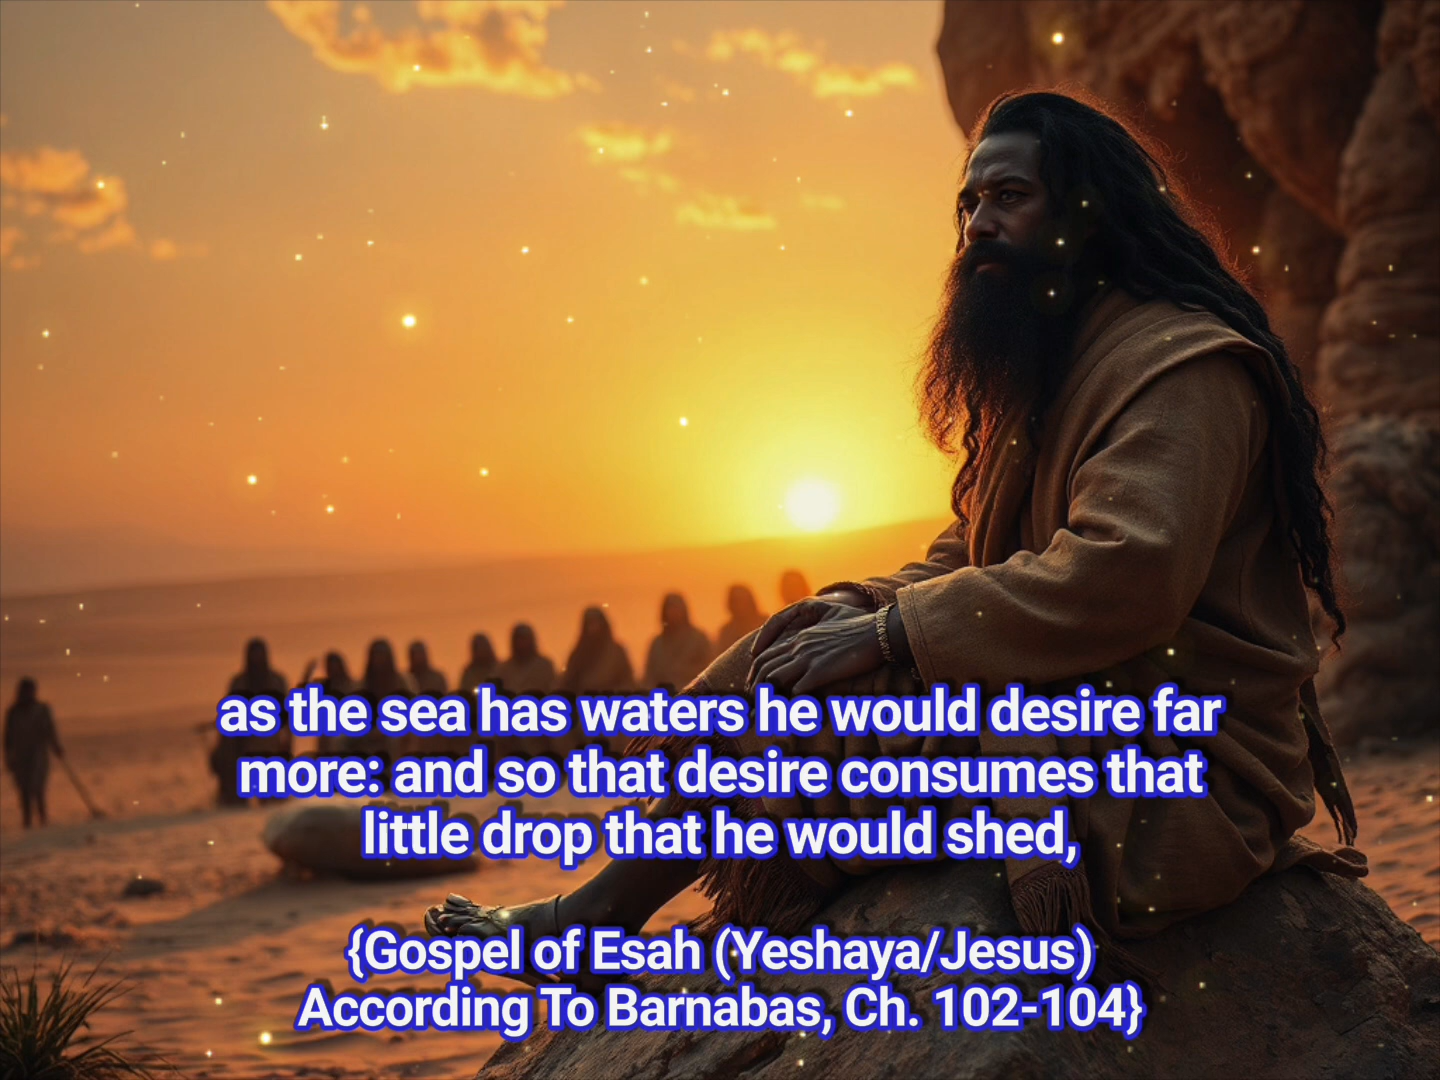 as the sea has waters he would desire far
more: and so that desire consumes that
little drop that he would shed,
{Gospel of Esah (Yeshaya/Jesus)
According To Barnabas, Ch. 102-104}